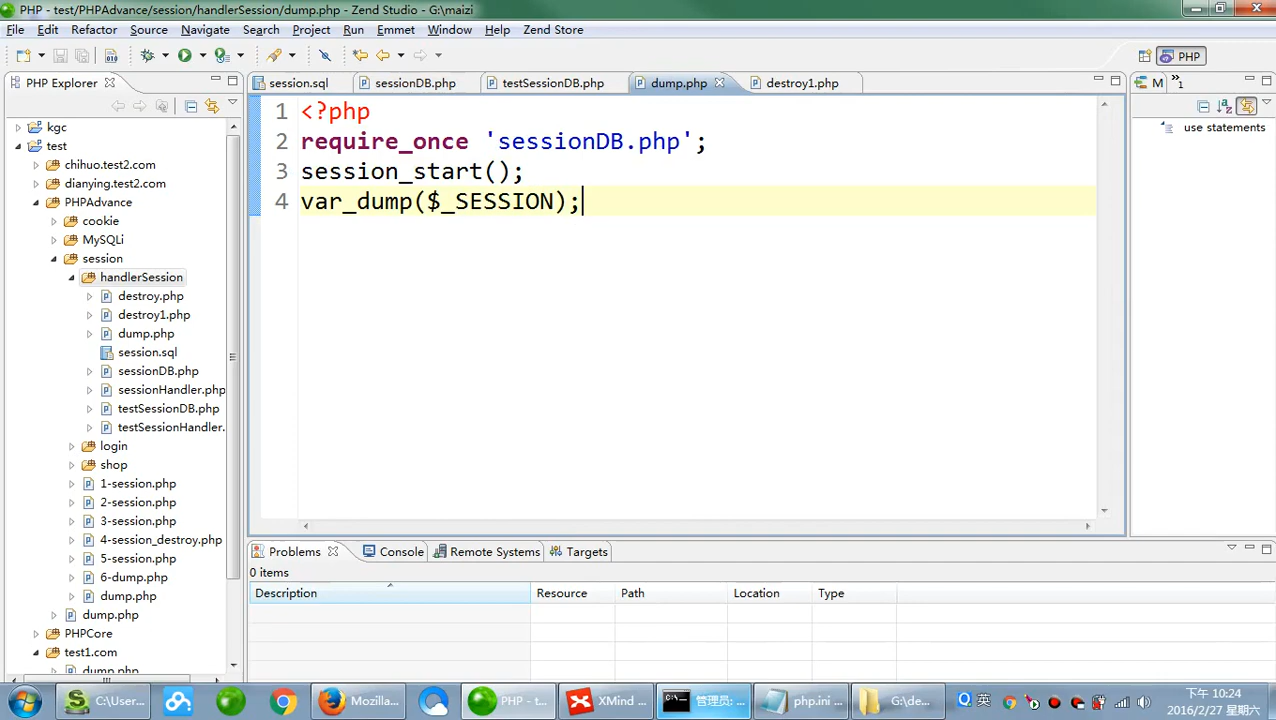 PHP - test/PHPAdvance/session/handlerSession/dump.php - Zend Studio - G:\maizi
File Edit Refactor Source Navigate Search Project Run Emmet Window Help Zend Store
PHP
PHP Explorer
session.sql sessionDB.php testSessionDB.php dump.php destroy1.php
M »1
use statements
kgc
test
chihuo.test2.com
dianying.test2.com
PHPAdvance
cookie
MySQLi
session
handlerSession
destroy.php
destroy1.php
dump.php
session.sql
sessionDB.php
sessionHandler.php
testSessionDB.php
testSessionHandler.
login
shop
1-session.php
2-session.php
3-session.php
4-session_destroy.php
5-session.php
6-dump.php
dump.php
dump.php
PHPCore
test1.com
dump.php
1 <?php
2 require_once 'sessionDB.php';
3 session_start();
4 var_dump($_SESSION);
Problems Console Remote Systems Targets
0 items
Description Resource Path Location Type
C:\User... Mozilla... PHP - t... XMind ... 管理员:... php.ini ... G:\de...
英
下午 10:24
2016/2/27 星期六